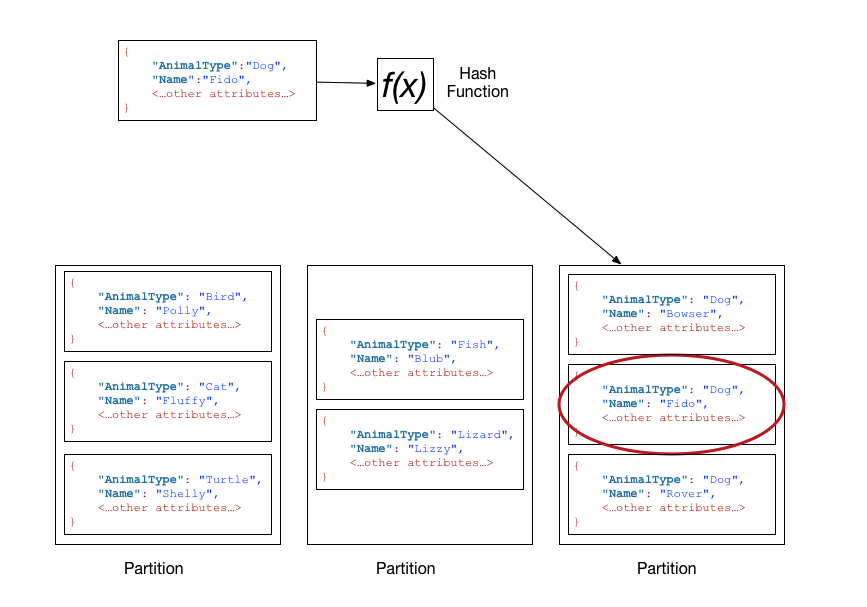 {
"AnimalType":"Dog",
"Name":"Fido",
<…other attributes…>
}
f(x)
Hash
Function
{
"AnimalType": "Bird",
"Name": "Polly",
<…other attributes…>
}
{
"AnimalType": "Cat",
"Name": "Fluffy",
<…other attributes…>
}
{
"AnimalType": "Turtle",
"Name": "Shelly",
<…other attributes…>
}
Partition
{
"AnimalType": "Fish",
"Name": "Blub",
<…other attributes…>
}
{
"AnimalType": "Lizard",
"Name": "Lizzy",
<…other attributes…>
}
Partition
{
"AnimalType": "Dog",
"Name": "Bowser",
<…other attributes…>
}
{
"AnimalType": "Dog",
"Name": "Fido",
<…other attributes…>
}
{
"AnimalType": "Dog",
"Name": "Rover",
<…other attributes…>
}
Partition